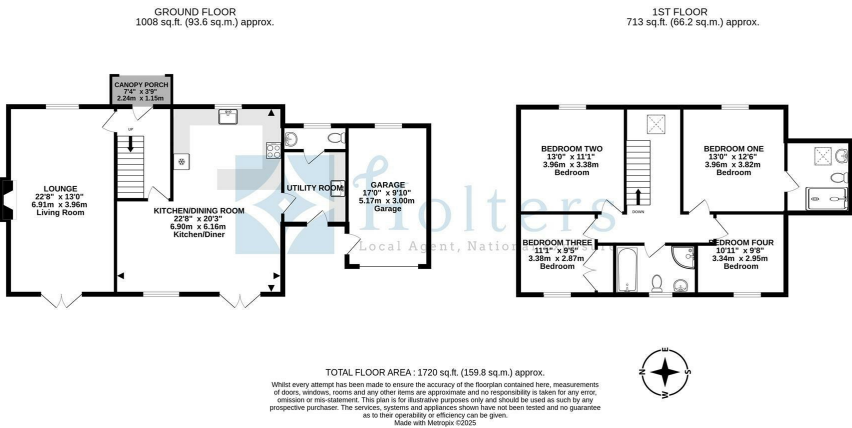 GROUND FLOOR
1008 sq.ft. (93.6 sq.m.) approx.
1ST FLOOR
713 sq.ft. (66.2 sq.m.) approx.
CANOPY PORCH
7'4" x 3'9"
2.24m x 1.15m
UP
LOUNGE
22'8" x 13'0"
6.91m x 3.96m
Living Room
KITCHEN/DINING ROOM
22'8" x 20'3"
6.90m x 6.16m
Kitchen/Diner
UTILITY ROOM
GARAGE
17'0" x 9'10"
5.17m x 3.00m
Garage
Holters
Local Agent, National
BEDROOM TWO
13'0" x 11'1"
3.96m x 3.38m
Bedroom
BEDROOM ONE
13'0" x 12'6"
3.96m x 3.82m
Bedroom
DOWN
BEDROOM THREE
11'1" x 9'5"
3.38m x 2.87m
Bedroom
BEDROOM FOUR
10'11" x 9'8"
3.34m x 2.95m
Bedroom
N
E
S
W
TOTAL FLOOR AREA : 1720 sq.ft. (159.8 sq.m.) approx.
Whilst every attempt has been made to ensure the accuracy of the floorplan contained here, measurements
of doors, windows, rooms and any other items are approximate and no responsibility is taken for any error,
omission or mis-statement. This plan is for illustrative purposes only and should be used as such by any
prospective purchaser. The services, systems and appliances shown have not been tested and no guarantee
as to their operability or efficiency can be given.
Made with Metropix ©2025